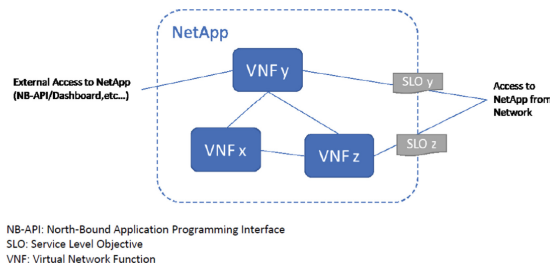 NetApp
VNF y
SLO y
External Access to NetApp
(NB-API/Dashboard,etc...)
Access to
NetApp from
Network
VNF x
VNF z
SLO z
NB-API: North-Bound Application Programming Interface
SLO: Service Level Objective
VNF: Virtual Network Function